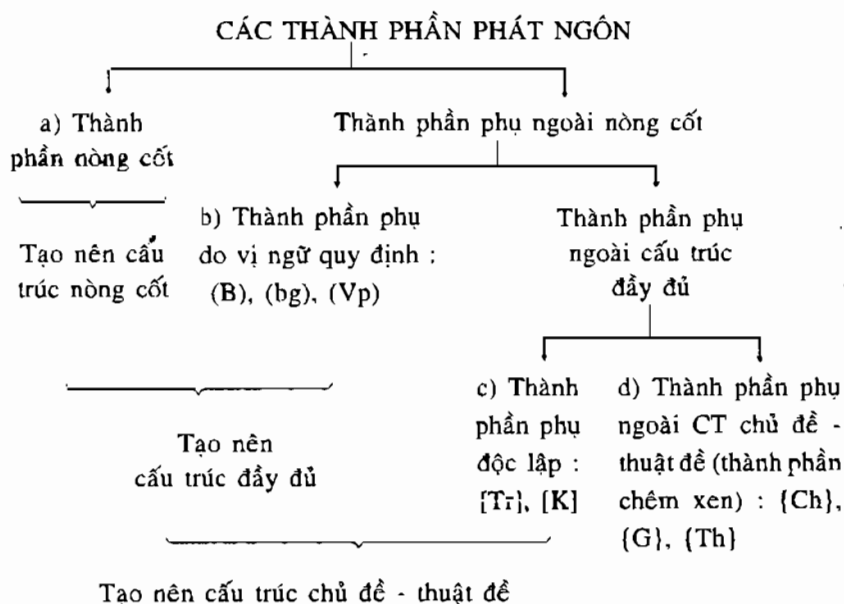 CÁC THÀNH PHẦN PHÁT NGÔN
a) Thành
phần nòng cốt
Thành phần phụ ngoài nòng cốt
Tạo nên cấu
trúc nòng cốt
b) Thành phần phụ
do vị ngữ quy định :
(B), (bg), (Vp)
Thành phần phụ
ngoài cấu trúc
đầy đủ
Tạo nên
cấu trúc đầy đủ
c) Thành
phần phụ
độc lập :
[Tr], [K]
d) Thành phần phụ
ngoài CT chủ đề -
thuật đề (thành phần
chêm xen) : {Ch},
{G}, {Th}
Tạo nên cấu trúc chủ đề - thuật đề